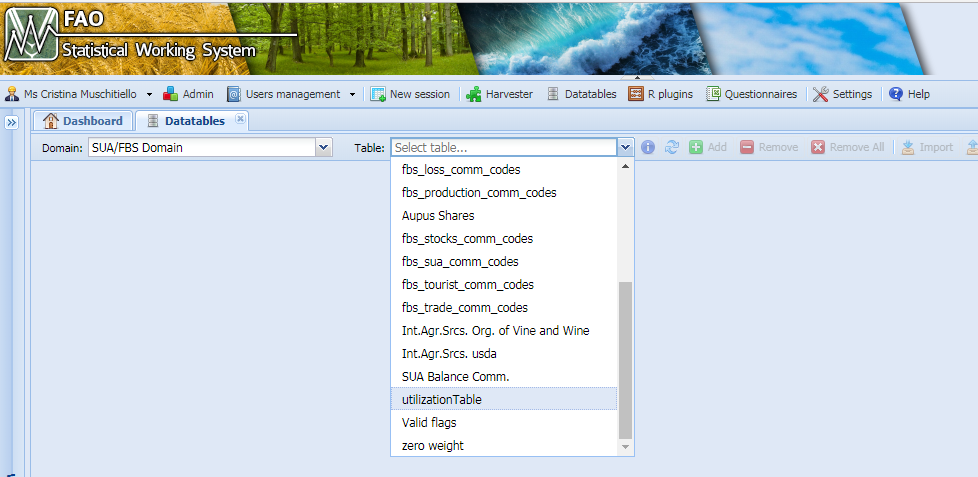 FAO
Statistical Working System
Ms Cristina Muschitiello Admin Users management New session Harvester Datatables R plugins Questionnaires Settings Help
Dashboard Datatables
Domain: SUA/FBS Domain Table: Select table... Add Remove Remove All Import
fbs_loss_comm_codes
fbs_production_comm_codes
Aupus Shares
fbs_stocks_comm_codes
fbs_sua_comm_codes
fbs_tourist_comm_codes
fbs_trade_comm_codes
Int.Agr.Srcs. Org. of Vine and Wine
Int.Agr.Srcs. usda
SUA Balance Comm.
utilizationTable
Valid flags
zero weight